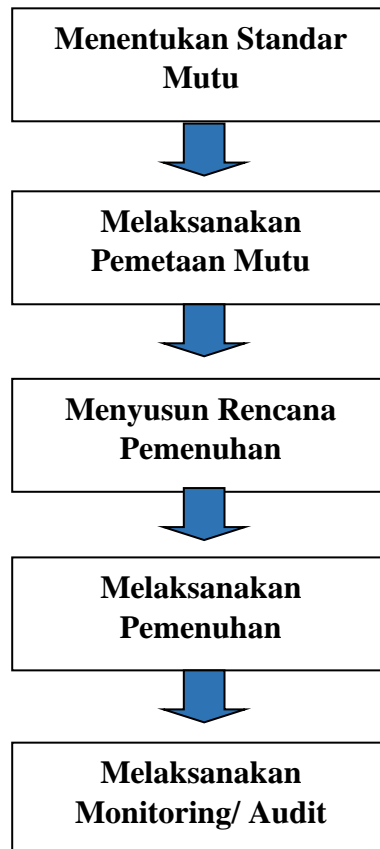 Menentukan Standar
Mutu
Melaksanakan
Pemetaan Mutu
Menyusun Rencana
Pemenuhan
Melaksanakan
Pemenuhan
Melaksanakan
Monitoring/ Audit